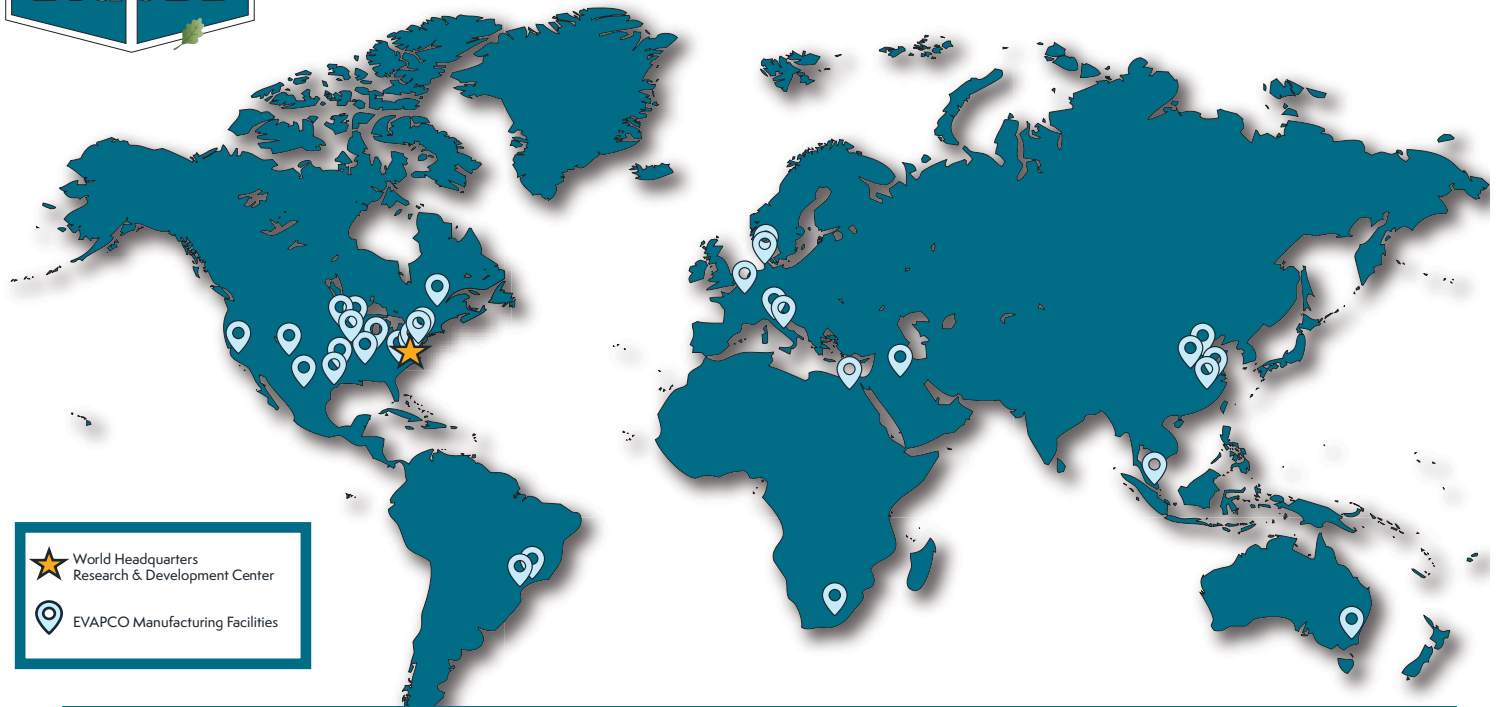 World Headquarters
Research & Development Center
EVAPCO Manufacturing Facilities